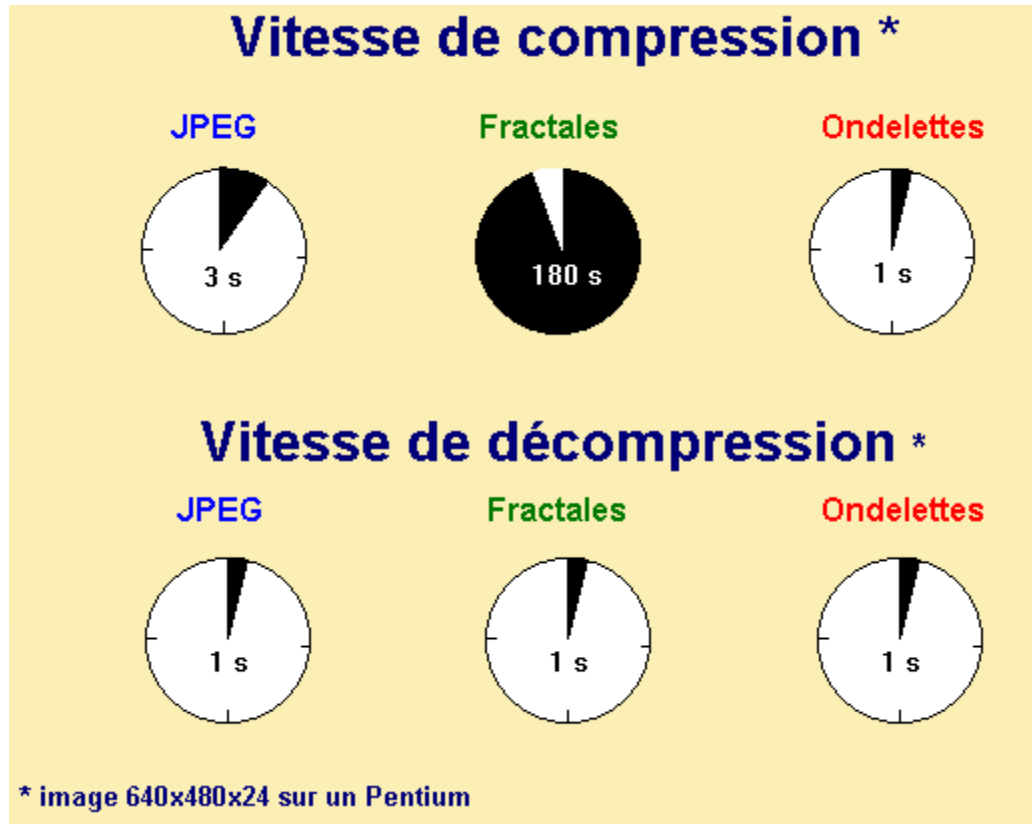 Vitesse de compression *
JPEG Fractales Ondelettes
3 s 180 s 1 s
Vitesse de décompression *
JPEG Fractales Ondelettes
1 s 1 s 1 s
* image 640x480x24 sur un Pentium